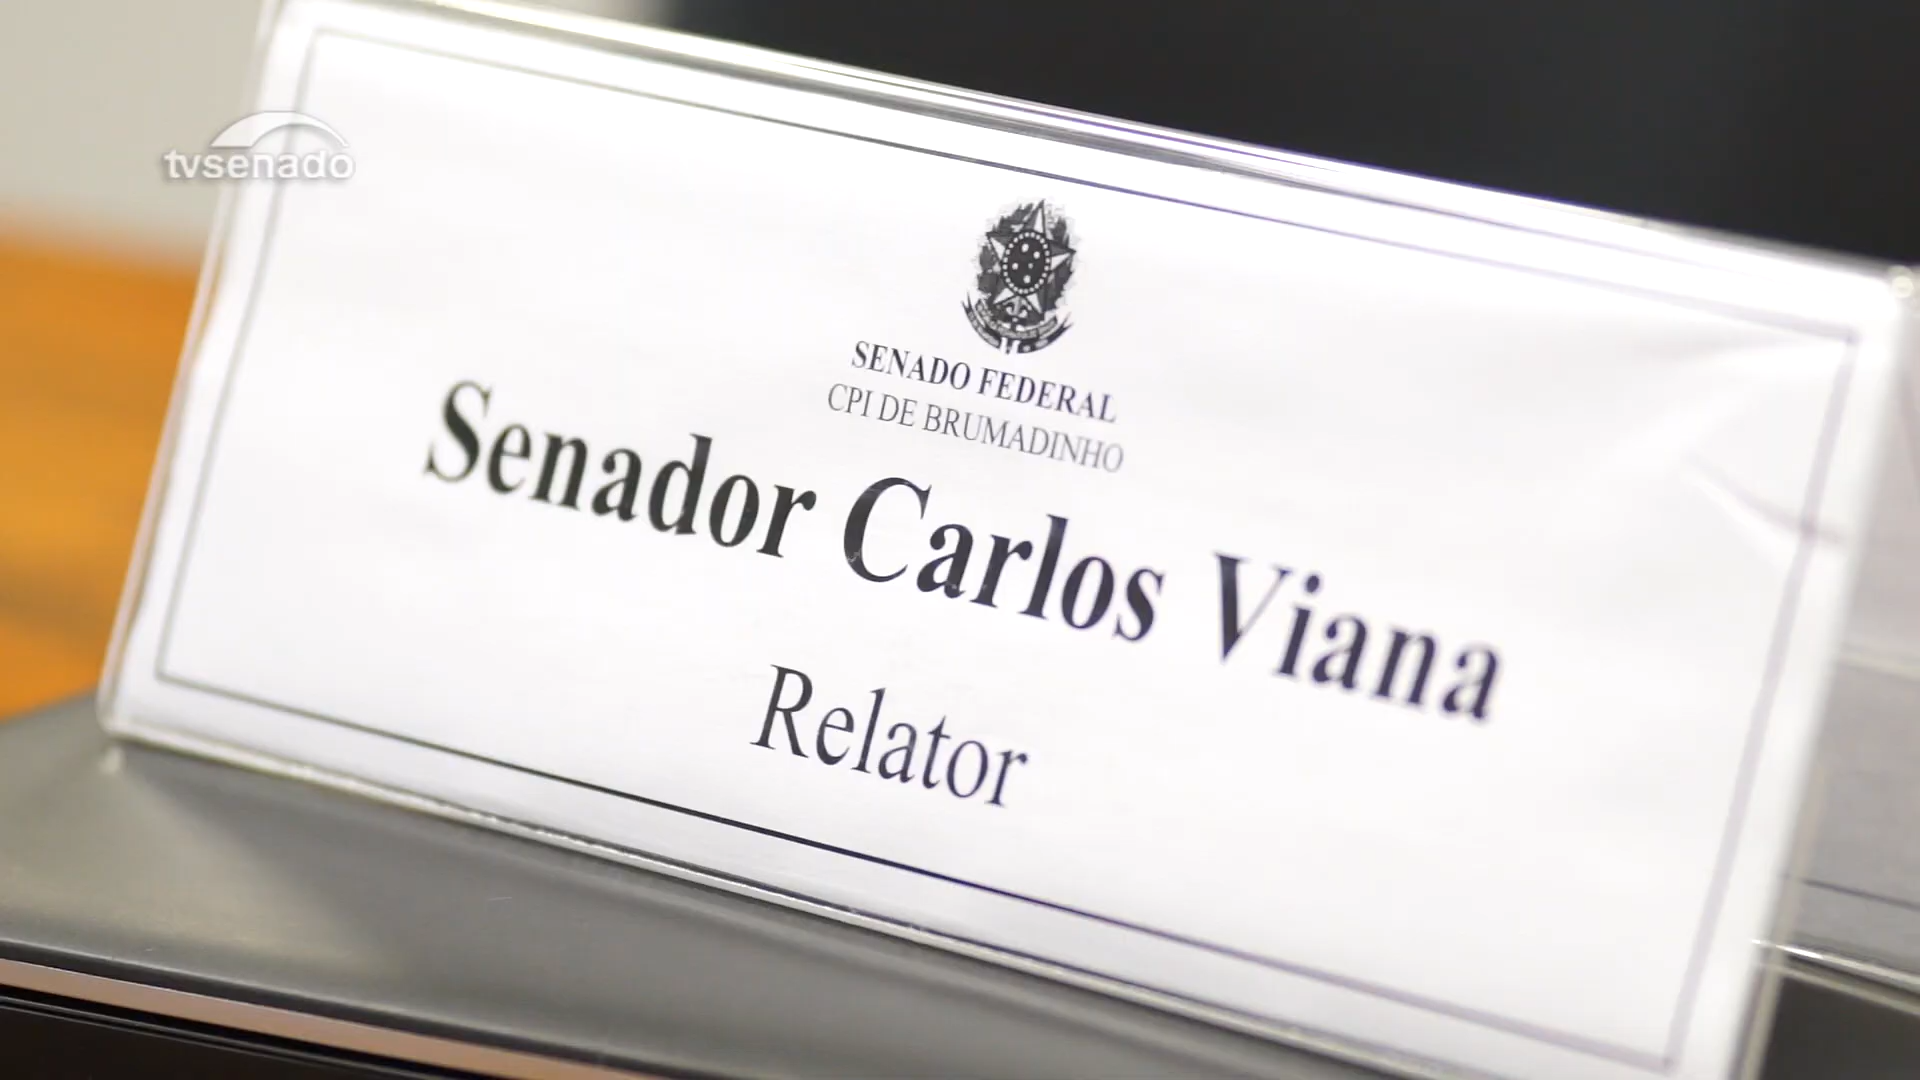 tvsenado
SENADO FEDERAL
CPI DE BRUMADINHO
Senador Carlos Viana
Relator